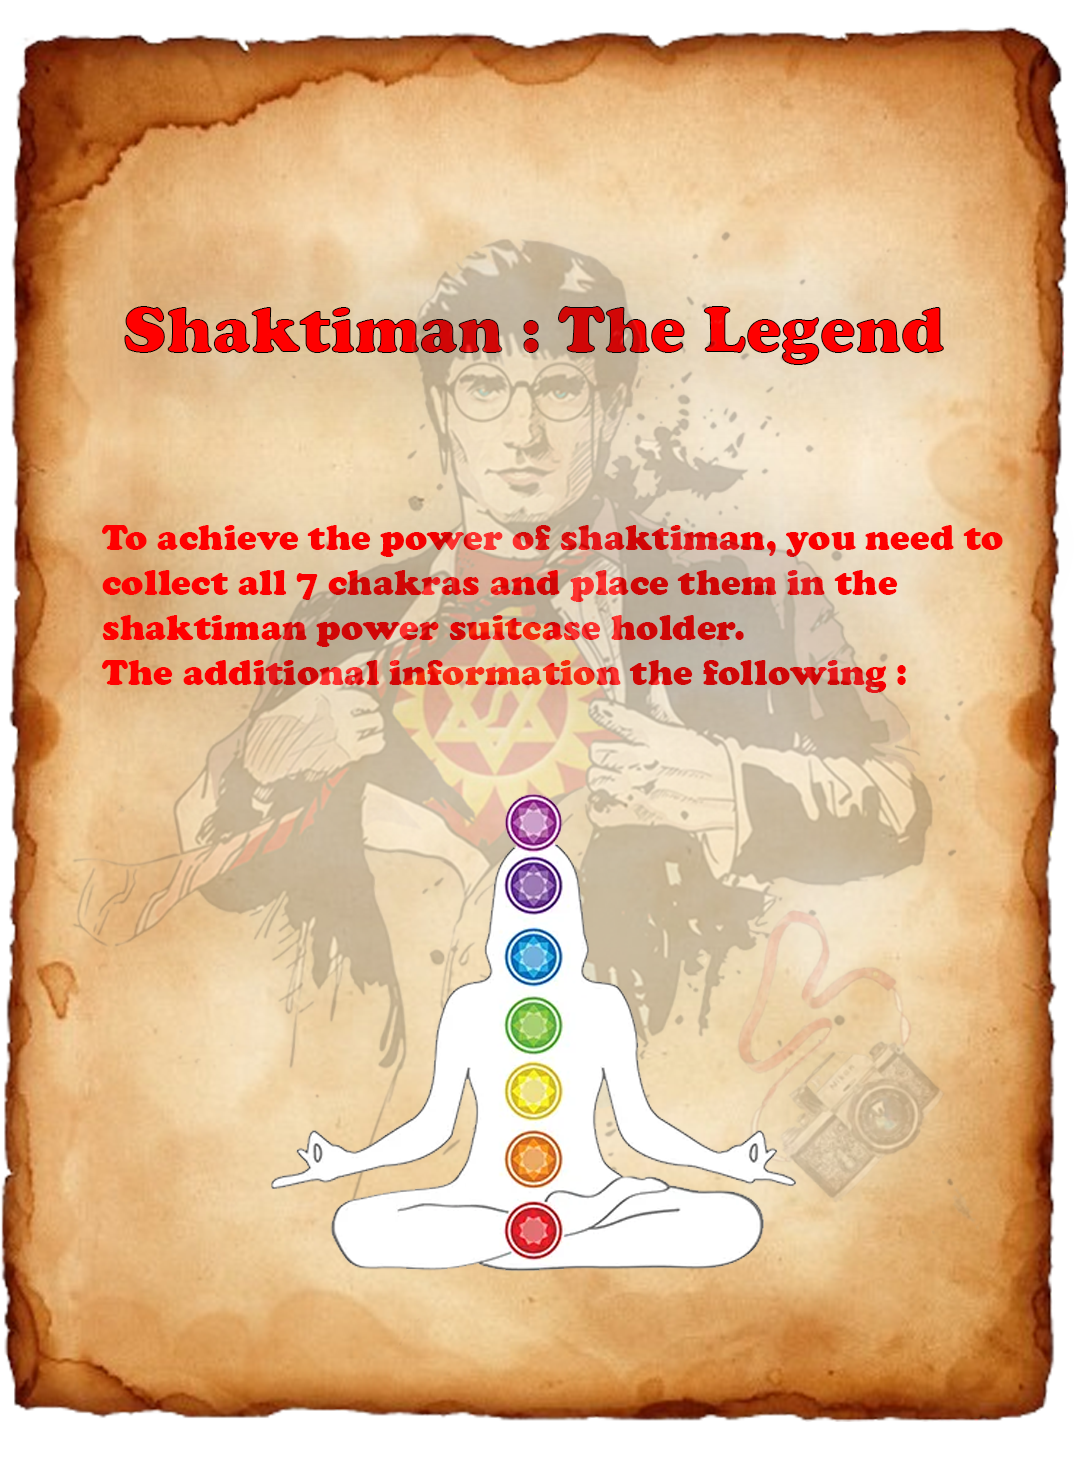 Shaktiman : The Legend
To achieve the power of shaktiman, you need to
collect all 7 chakras and place them in the
shaktiman power suitcase holder.
The additional information the following :
Nikon